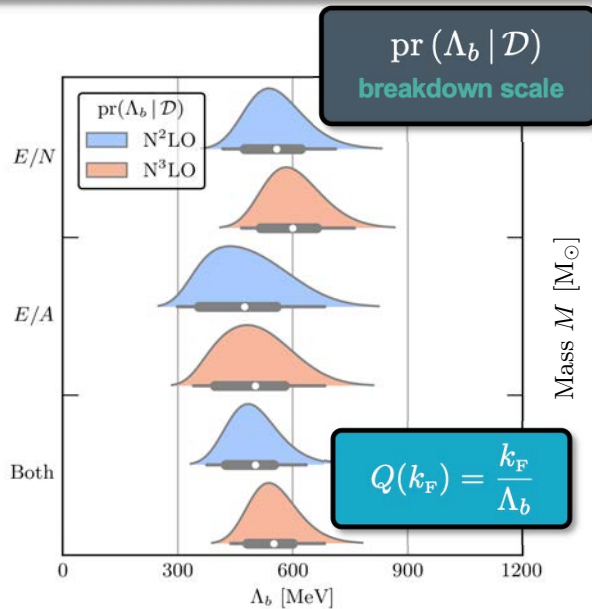 pr (Λ_b | 𝒟)
breakdown scale
pr(Λ_b | 𝒟)
N²LO
N³LO
E/N
E/A
Both
Q(k_F) = k_F / Λ_b
0 300 600 900 1200
Λ_b [MeV]
Mass M [M_⊙]